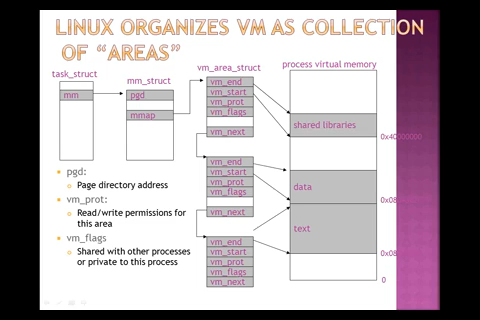 LINUX ORGANIZES VM AS COLLECTION
OF “AREAS”
task_struct
mm
mm_struct
pgd
mmap
vm_area_struct
vm_end
vm_start
vm_prot
vm_flags
vm_next
vm_end
vm_start
vm_prot
vm_flags
vm_next
vm_end
vm_start
vm_prot
vm_flags
vm_next
process virtual memory
shared libraries
0x40000000
data
0x08
text
0x08
0
pgd:
Page directory address
vm_prot:
Read/write permissions for
this area
vm_flags
Shared with other processes
or private to this process